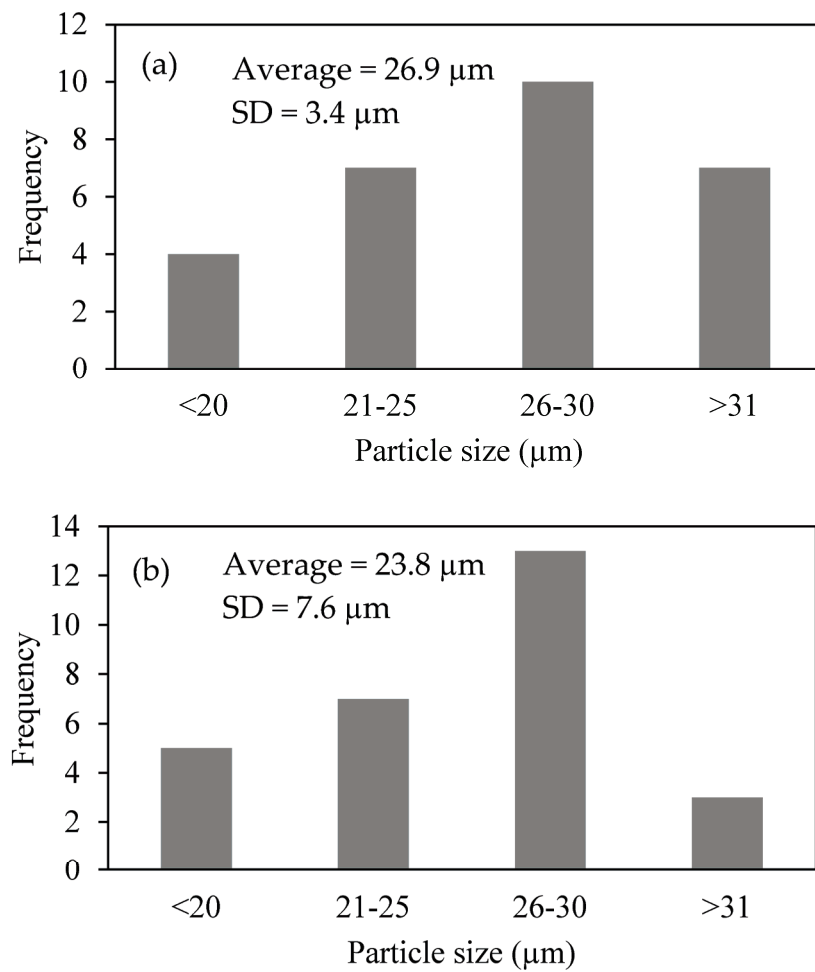 (a)
Average = 26.9 µm
SD = 3.4 µm
Frequency
12
10
8
6
4
2
0
<20 21-25 26-30 >31
Particle size (µm)
(b)
Average = 23.8 µm
SD = 7.6 µm
Frequency
14
12
10
8
6
4
2
0
<20 21-25 26-30 >31
Particle size (µm)